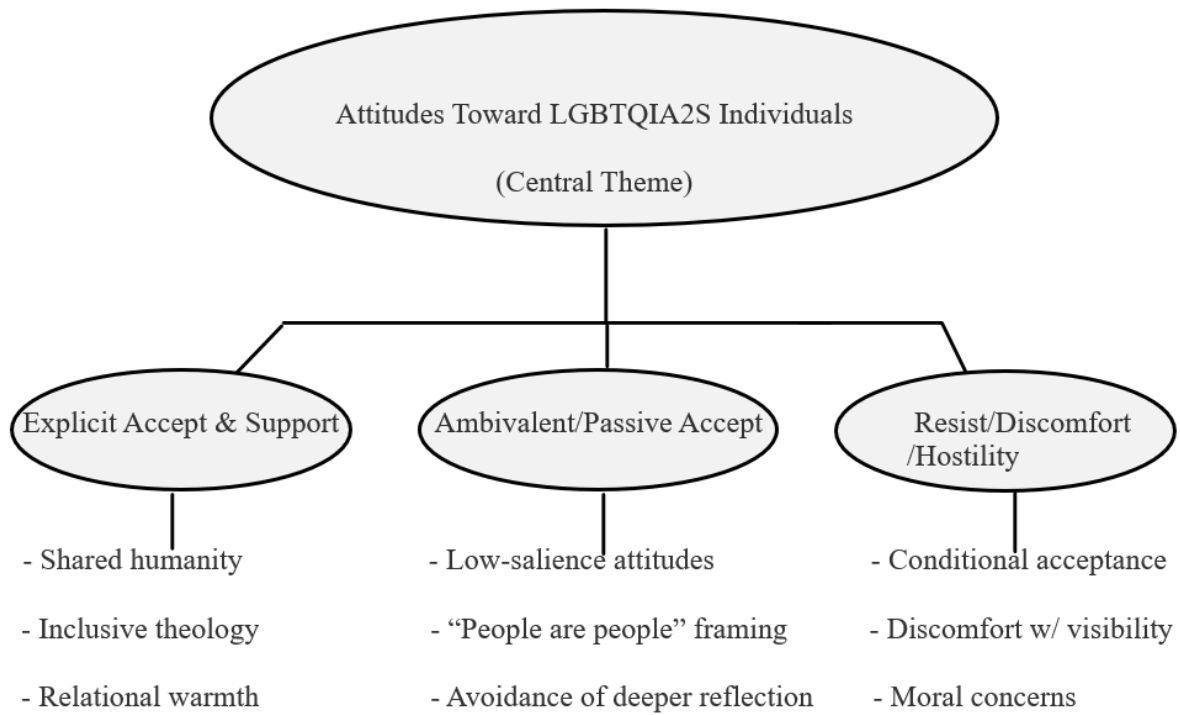 Attitudes Toward LGBTQIA2S Individuals
(Central Theme)
Explicit Accept & Support
Ambivalent/Passive Accept
Resist/Discomfort
/Hostility
- Shared humanity
- Inclusive theology
- Relational warmth
- Low-salience attitudes
- “People are people” framing
- Avoidance of deeper reflection
- Conditional acceptance
- Discomfort w/ visibility
- Moral concerns